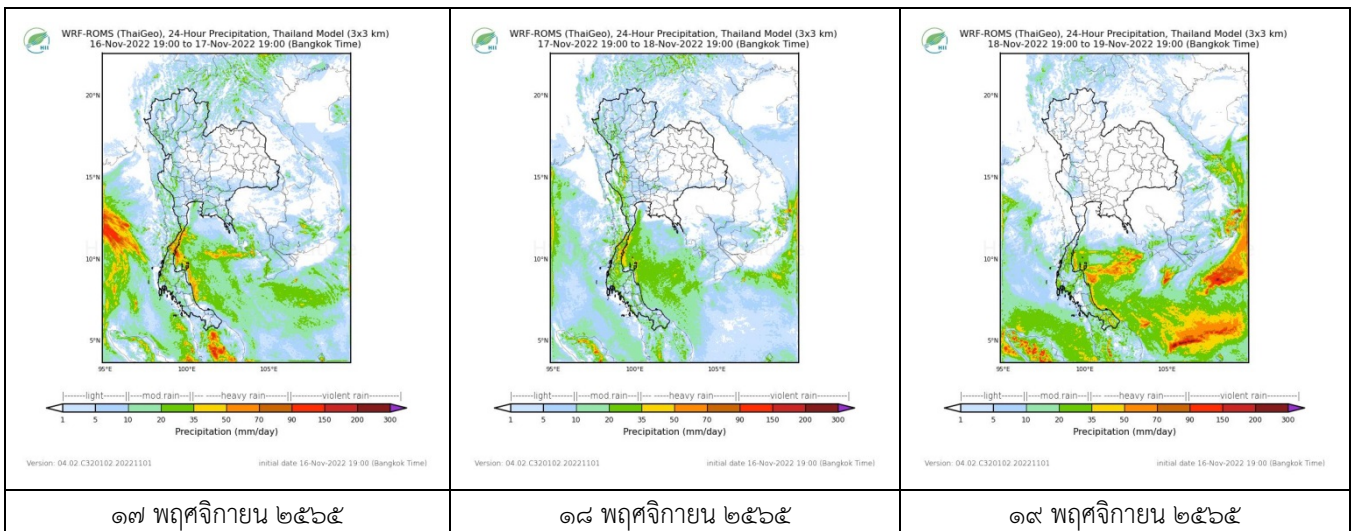 WRF-ROMS (ThaiGeo), 24-Hour Precipitation, Thailand Model (3x3 km)
16-Nov-2022 19:00 to 17-Nov-2022 19:00 (Bangkok Time)
HII
20°N
15°N
10°N
5°N
95°E 100°E 105°E
|------light-----||---mod rain---||--- --heavy rain----||------violent rain------|
1 5 10 20 35 50 70 90 150 200 300
Precipitation (mm/day)
Version: 04.02.C320102.20221101 initial date 16-Nov-2022 19:00 (Bangkok Time)
๑๗ พฤศจิกายน ๒๕๖๕
WRF-ROMS (ThaiGeo), 24-Hour Precipitation, Thailand Model (3x3 km)
17-Nov-2022 19:00 to 18-Nov-2022 19:00 (Bangkok Time)
HII
20°N
15°N
10°N
5°N
95°E 100°E 105°E
|------light-----||---mod rain---||--- --heavy rain----||------violent rain------|
1 5 10 20 35 50 70 90 150 200 300
Precipitation (mm/day)
Version: 04.02.C320102.20221101 initial date 16-Nov-2022 19:00 (Bangkok Time)
๑๘ พฤศจิกายน ๒๕๖๕
WRF-ROMS (ThaiGeo), 24-Hour Precipitation, Thailand Model (3x3 km)
18-Nov-2022 19:00 to 19-Nov-2022 19:00 (Bangkok Time)
HII
20°N
15°N
10°N
5°N
95°E 100°E 105°E
|------light-----||---mod rain---||--- --heavy rain----||------violent rain------|
1 5 10 20 35 50 70 90 150 200 300
Precipitation (mm/day)
Version: 04.02.C320102.20221101 initial date 16-Nov-2022 19:00 (Bangkok Time)
๑๙ พฤศจิกายน ๒๕๖๕